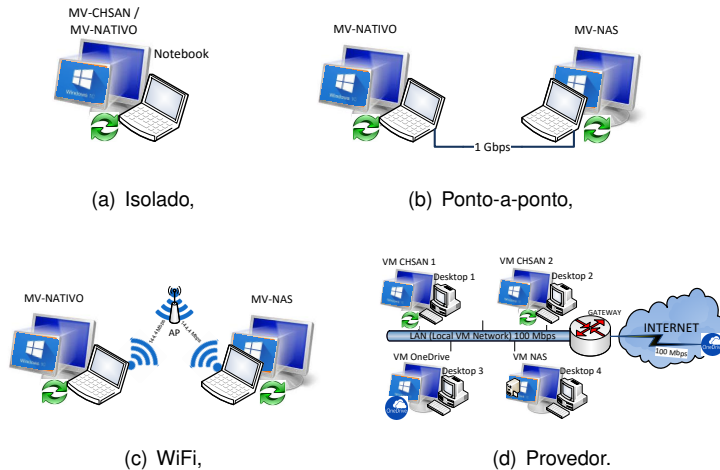 MV-CHSAN /
MV-NATIVO
Notebook
(a) Isolado,
MV-NATIVO
MV-NAS
1 Gbps
(b) Ponto-a-ponto,
MV-NATIVO
MV-NAS
AP
(c) WiFi,
VM CHSAN 1
Desktop 1
VM CHSAN 2
Desktop 2
GATEWAY
LAN (Local VM Network) 100 Mbps
INTERNET
100 Mbps
OneDrive
VM OneDrive
Desktop 3
OneDrive
VM NAS
Desktop 4
(d) Provedor.